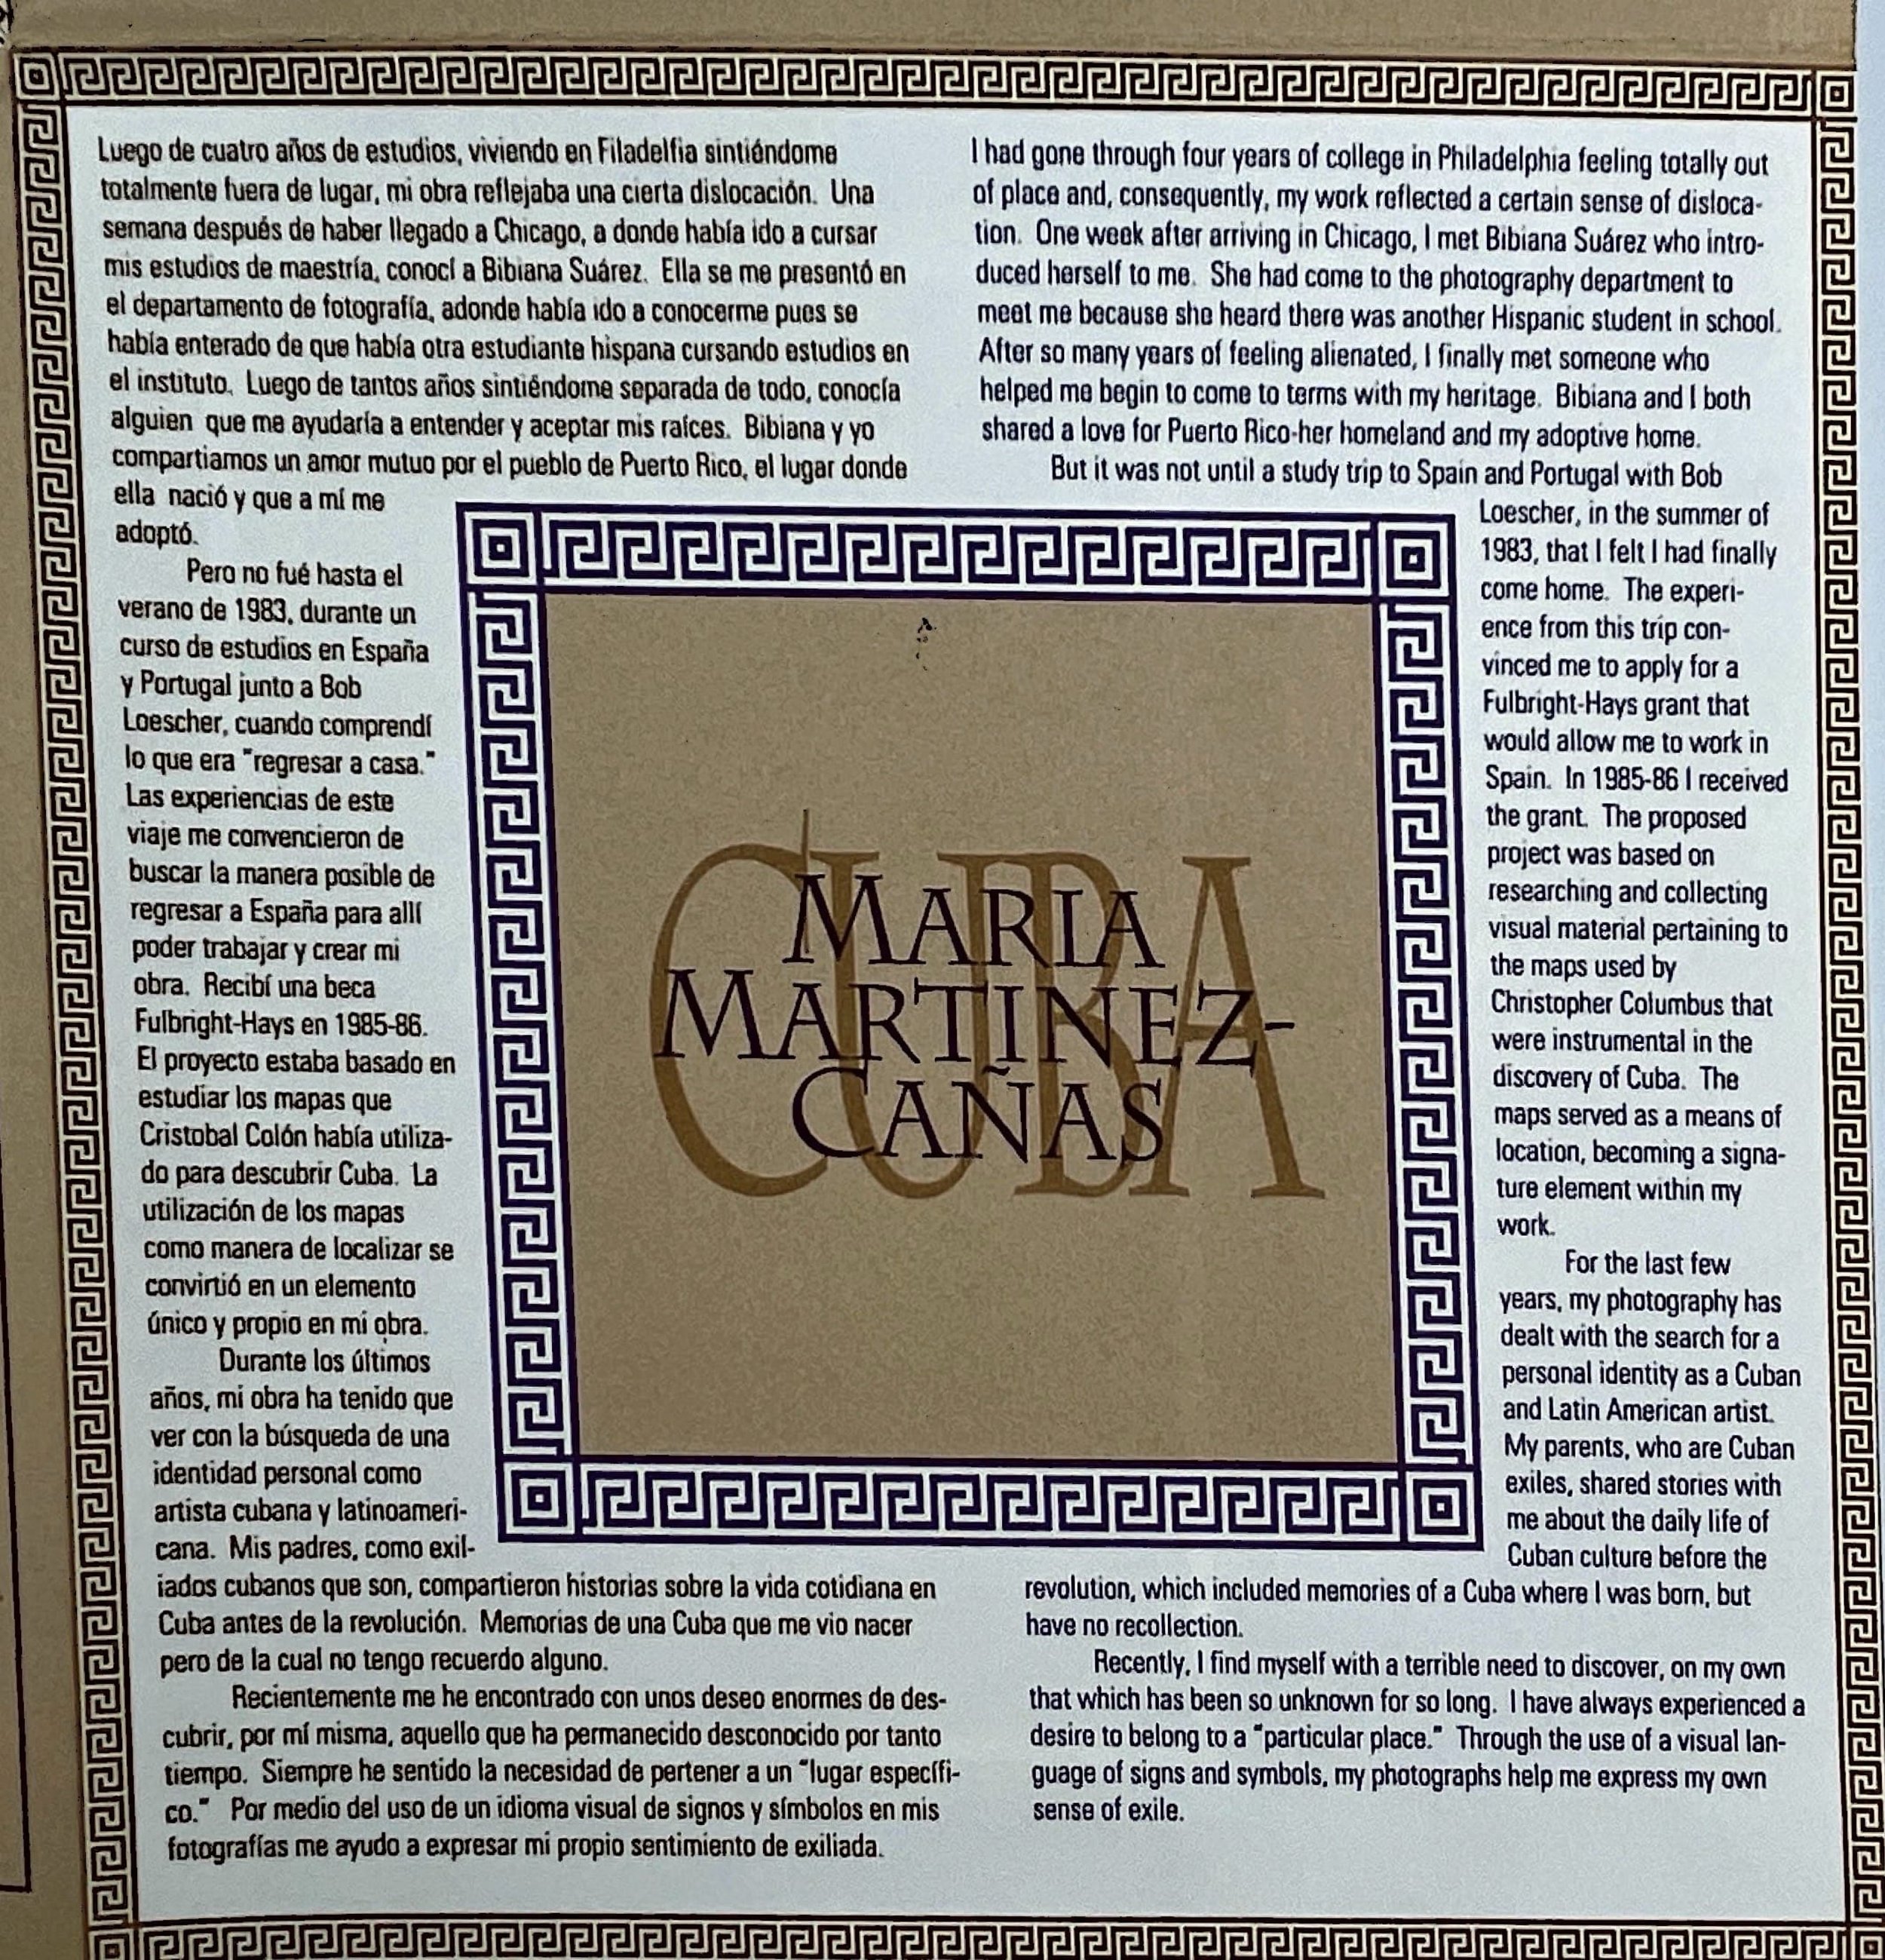 Luego de cuatro años de estudios, viviendo en Filadelfia sintiéndome
totalmente fuera de lugar, mi obra reflejaba una cierta dislocación. Una
semana después de haber llegado a Chicago, a donde había ido a cursar
mis estudios de maestría, conocí a Bibiana Suárez. Ella se me presentó en
el departamento de fotografía, adonde había ido a conocerme pues se
había enterado de que había otra estudiante hispana cursando estudios en
el instituto. Luego de tantos años sintiéndome separada de todo, conocía
alguien que me ayudaría a entender y aceptar mis raíces. Bibiana y yo
compartiamos un amor mutuo por el pueblo de Puerto Rico, el lugar donde
ella nació y que a mí me
adoptó.
Pero no fué hasta el
verano de 1983, durante un
curso de estudios en España
y Portugal junto a Bob
Loescher, cuando comprendí
lo que era "regresar a casa."
Las experiencias de este
viaje me convencieron de
buscar la manera posible de
regresar a España para allí
poder trabajar y crear mi
obra. Recibí una beca
Fulbright-Hays en 1985-86.
El proyecto estaba basado en
estudiar los mapas que
Cristobal Colón había utiliza-
do para descubrir Cuba. La
utilización de los mapas
como manera de localizar se
convirtió en un elemento
único y propio en mi obra.
Durante los últimos
años, mi obra ha tenido que
ver con la búsqueda de una
identidad personal como
artista cubana y latinoameri-
cana. Mis padres, como exil-
iados cubanos que son, compartieron historias sobre la vida cotidiana en
Cuba antes de la revolución. Memorias de una Cuba que me vio nacer
pero de la cual no tengo recuerdo alguno.
Recientemente me he encontrado con unos deseo enormes de des-
cubrir, por mí misma, aquello que ha permanecido desconocido por tanto
tiempo. Siempre he sentido la necesidad de pertener a un "lugar específi-
co." Por medio del uso de un idioma visual de signos y símbolos en mis
fotografías me ayudo a expresar mi propio sentimiento de exiliada.
CUBA
MARIA
MARTINEZ-
CAÑAS
I had gone through four years of college in Philadelphia feeling totally out
of place and, consequently, my work reflected a certain sense of disloca-
tion. One week after arriving in Chicago, I met Bibiana Suárez who intro-
duced herself to me. She had come to the photography department to
meet me because she heard there was another Hispanic student in school.
After so many years of feeling alienated, I finally met someone who
helped me begin to come to terms with my heritage. Bibiana and I both
shared a love for Puerto Rico-her homeland and my adoptive home.
But it was not until a study trip to Spain and Portugal with Bob
Loescher, in the summer of
1983, that I felt I had finally
come home. The experi-
ence from this trip con-
vinced me to apply for a
Fulbright-Hays grant that
would allow me to work in
Spain. In 1985-86 I received
the grant. The proposed
project was based on
researching and collecting
visual material pertaining to
the maps used by
Christopher Columbus that
were instrumental in the
discovery of Cuba. The
maps served as a means of
location, becoming a signa-
ture element within my
work.
For the last few
years, my photography has
dealt with the search for a
personal identity as a Cuban
and Latin American artist.
My parents, who are Cuban
exiles, shared stories with
me about the daily life of
Cuban culture before the
revolution, which included memories of a Cuba where I was born, but
have no recollection.
Recently, I find myself with a terrible need to discover, on my own
that which has been so unknown for so long. I have always experienced a
desire to belong to a "particular place." Through the use of a visual lan-
guage of signs and symbols, my photographs help me express my own
sense of exile.